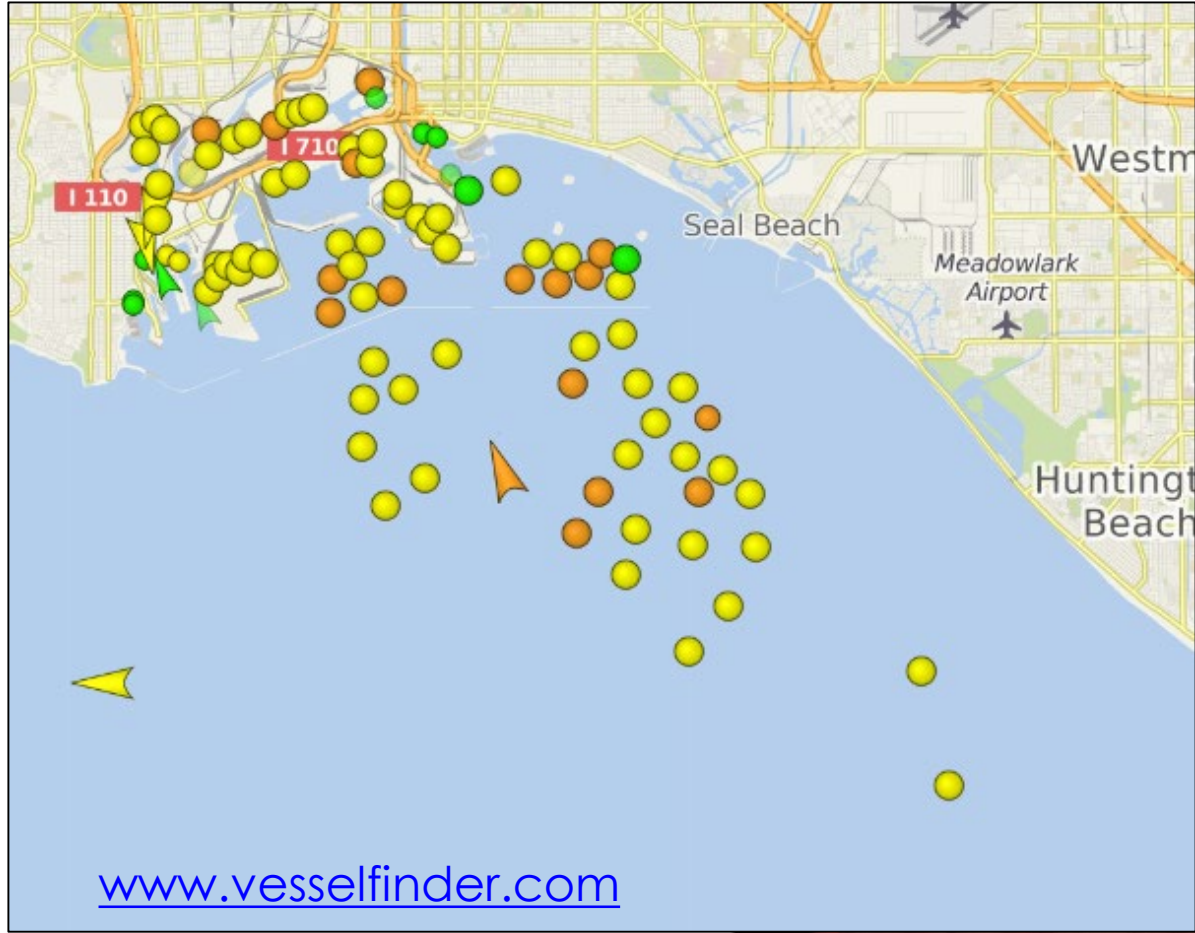 I 710
Westm
I 110
Seal Beach
Meadowlark
Airport
Huntingt
Beach
www.vesselfinder.com